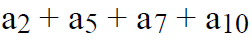 a₂ + a₅ + a₇ + a₁₀